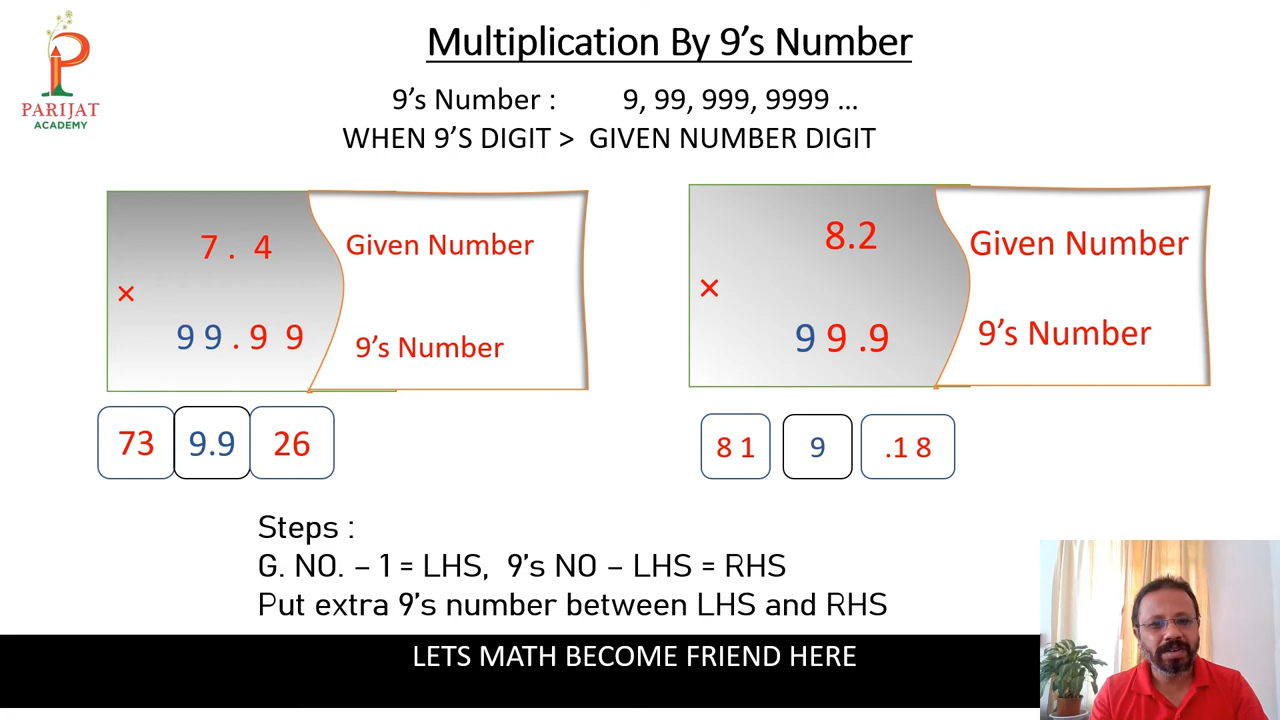 PARIJAT
ACADEMY
Multiplication By 9’s Number
9’s Number : 9, 99, 999, 9999 ...
WHEN 9’S DIGIT > GIVEN NUMBER DIGIT
7 . 4 Given Number
×
9 9 . 9 9 9’s Number
73 9.9 26
8.2 Given Number
×
9 9 .9 9’s Number
8 1 9 .1 8
Steps :
G. NO. – 1 = LHS, 9’s NO – LHS = RHS
Put extra 9’s number between LHS and RHS
LETS MATH BECOME FRIEND HERE